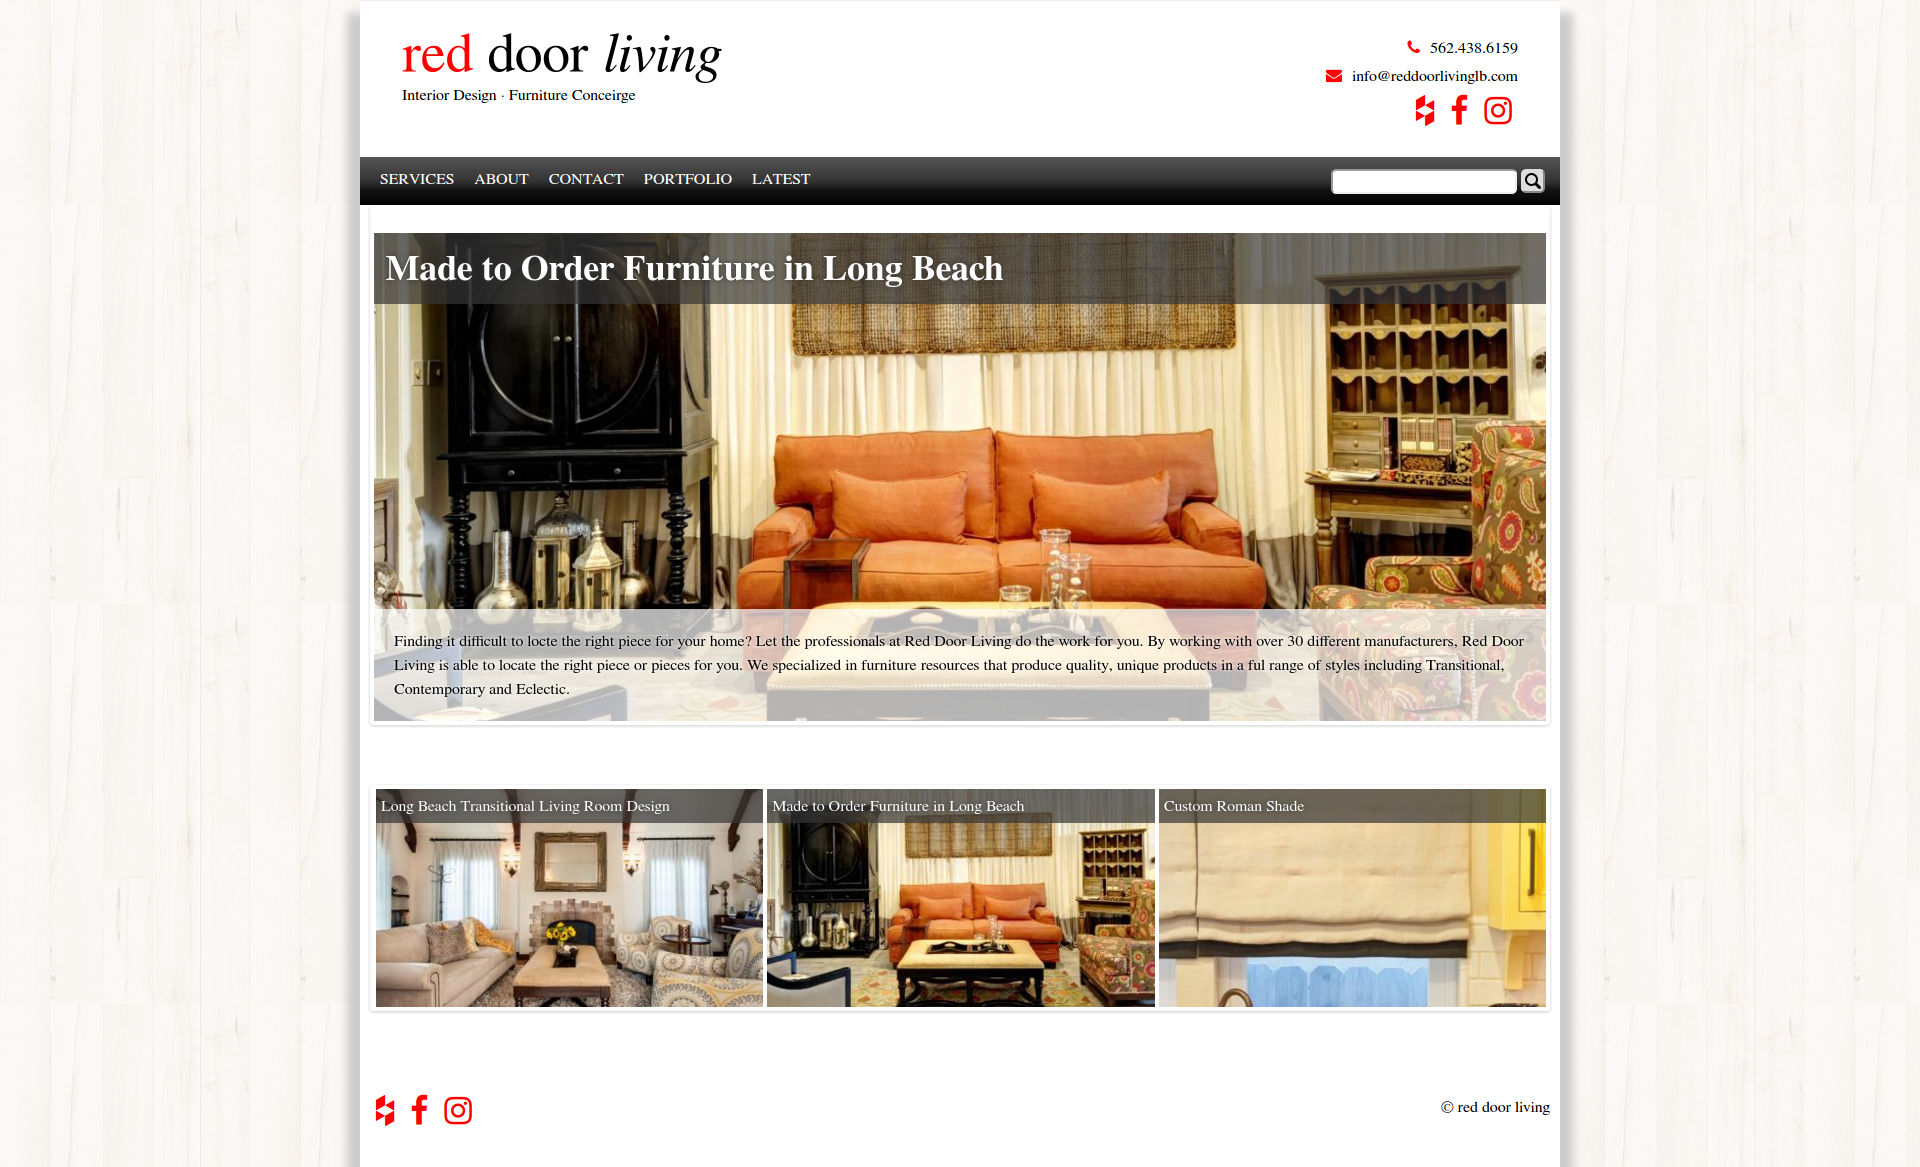 red door living
Interior Design · Furniture Conceirge
562.438.6159
info@reddoorlivinglb.com
SERVICES ABOUT CONTACT PORTFOLIO LATEST
Made to Order Furniture in Long Beach
Finding it difficult to locte the right piece for your home? Let the professionals at Red Door Living do the work for you. By working with over 30 different manufacturers, Red Door
Living is able to locate the right piece or pieces for you. We specialized in furniture resources that produce quality, unique products in a ful range of styles including Transitional,
Contemporary and Eclectic.
Long Beach Transitional Living Room Design
Made to Order Furniture in Long Beach
Custom Roman Shade
© red door living